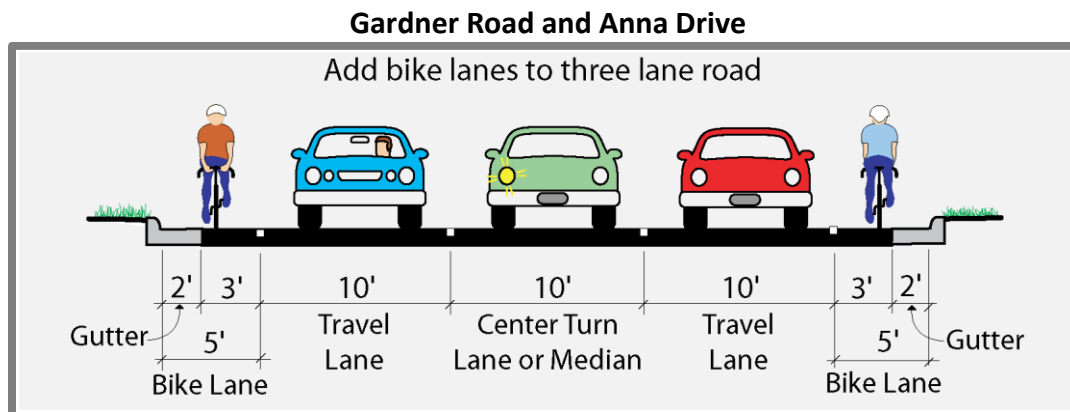 Gardner Road and Anna Drive
Add bike lanes to three lane road
2' 3' 10' 10' 10' 3' 2'
Gutter Travel Center Turn Travel Gutter
5' Lane Lane or Median Lane 5'
Bike Lane Bike Lane